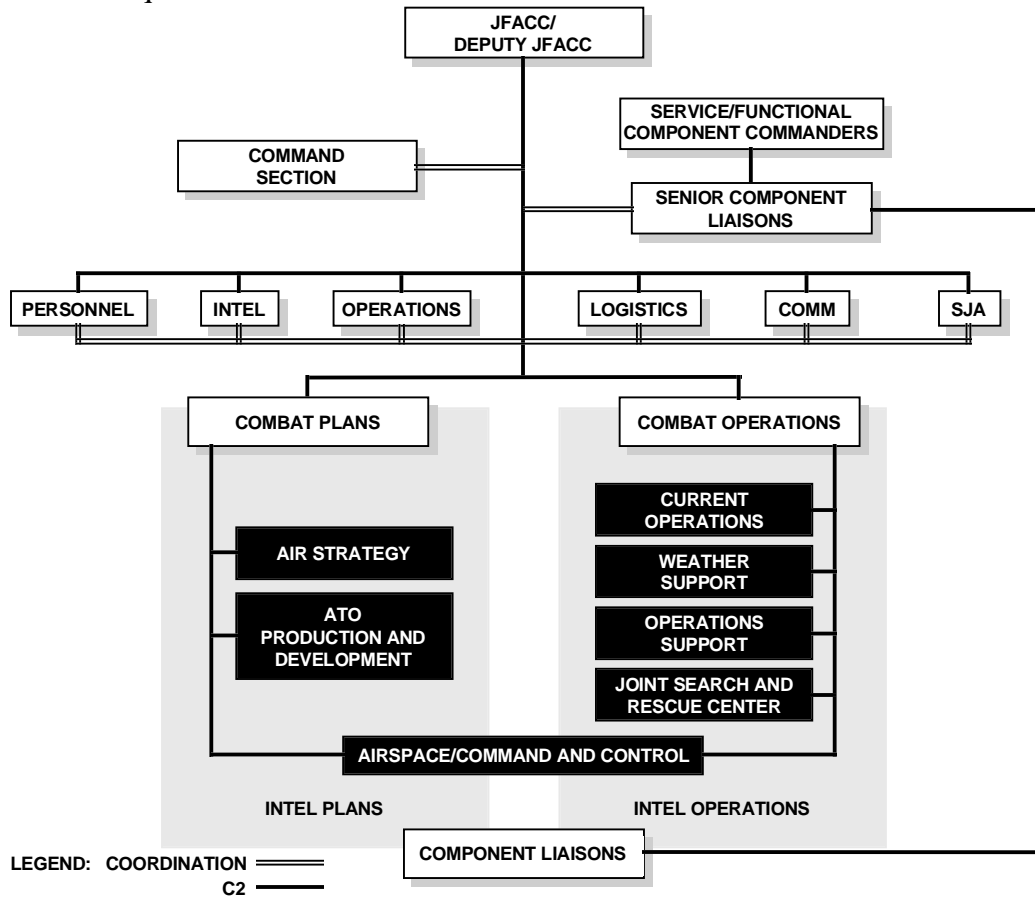 JFACC/
DEPUTY JFACC
SERVICE/FUNCTIONAL
COMPONENT COMMANDERS
COMMAND
SECTION
SENIOR COMPONENT
LIAISONS
PERSONNEL
INTEL
OPERATIONS
LOGISTICS
COMM
SJA
COMBAT PLANS
COMBAT OPERATIONS
CURRENT
OPERATIONS
AIR STRATEGY
WEATHER
SUPPORT
ATO
PRODUCTION AND
DEVELOPMENT
OPERATIONS
SUPPORT
JOINT SEARCH AND
RESCUE CENTER
AIRSPACE/COMMAND AND CONTROL
INTEL PLANS
INTEL OPERATIONS
COMPONENT LIAISONS
LEGEND: COORDINATION
C2